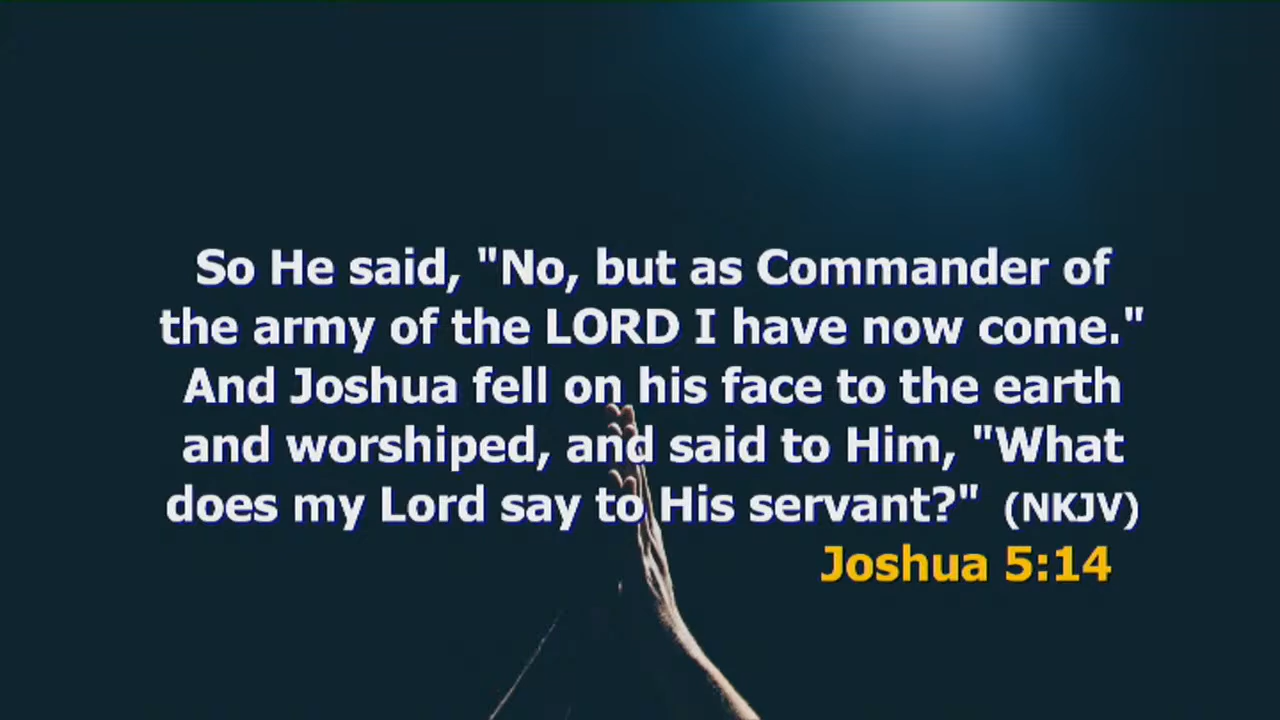 So He said, "No, but as Commander of
the army of the LORD I have now come."
And Joshua fell on his face to the earth
and worshiped, and said to Him, "What
does my Lord say to His servant?" (NKJV)
Joshua 5:14